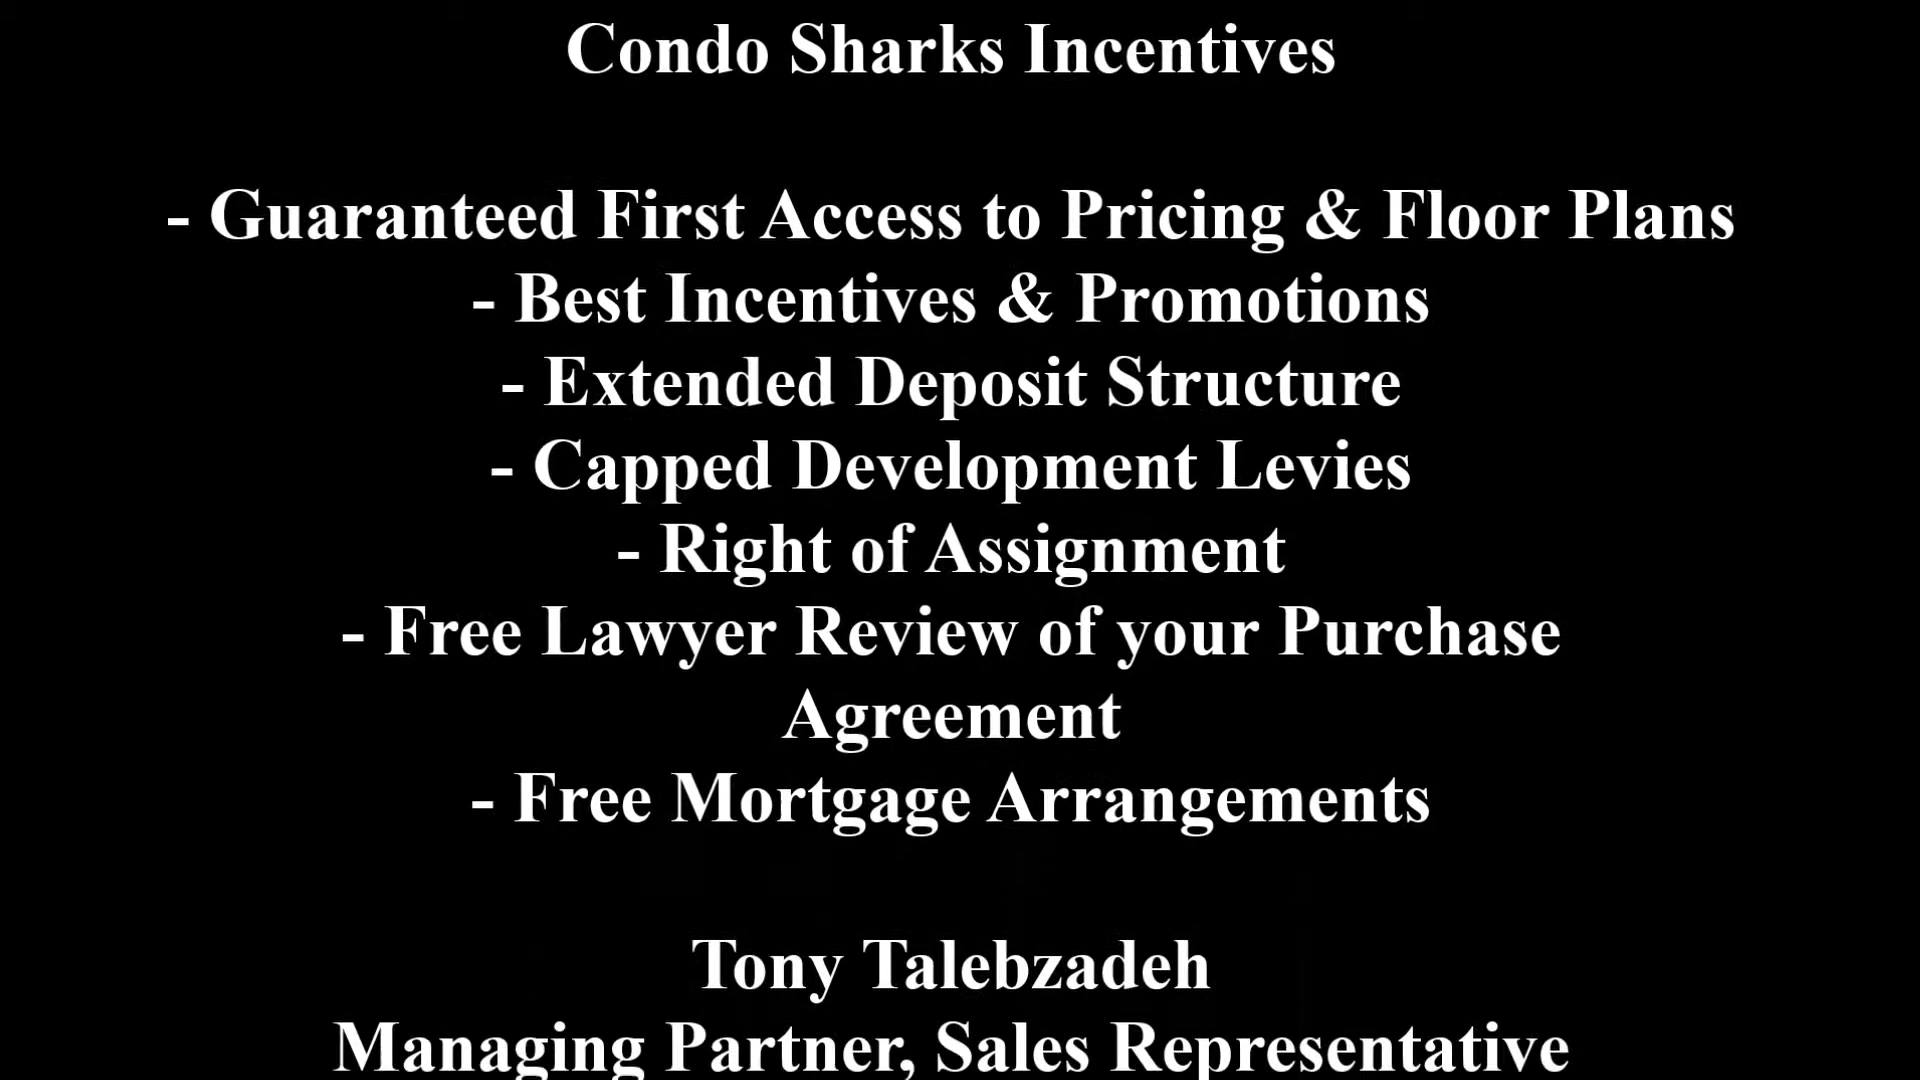 Condo Sharks Incentives
- Guaranteed First Access to Pricing & Floor Plans
- Best Incentives & Promotions
- Extended Deposit Structure
- Capped Development Levies
- Right of Assignment
- Free Lawyer Review of your Purchase
Agreement
- Free Mortgage Arrangements
Tony Talebzadeh
Managing Partner, Sales Representative